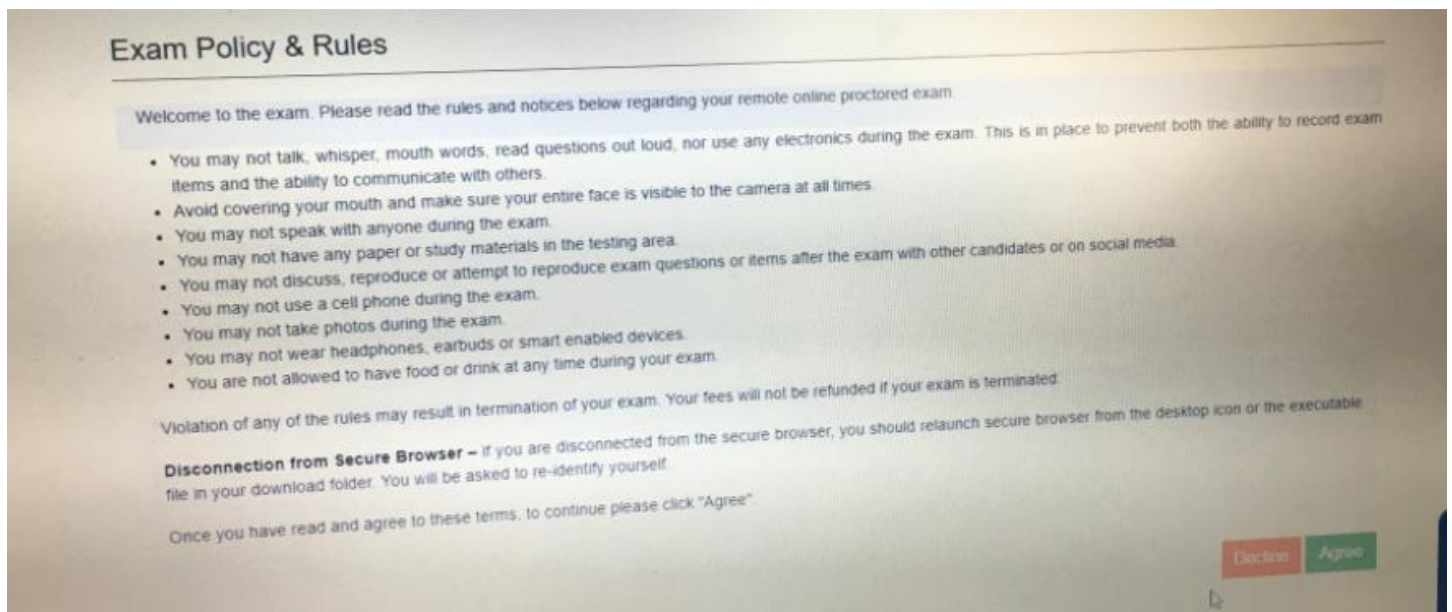 Exam Policy & Rules
Welcome to the exam. Please read the rules and notices below regarding your remote online proctored exam.
• You may not talk, whisper, mouth words, read questions out loud, nor use any electronics during the exam. This is in place to prevent both the ability to record exam
items and the ability to communicate with others.
• Avoid covering your mouth and make sure your entire face is visible to the camera at all times.
• You may not speak with anyone during the exam.
• You may not have any paper or study materials in the testing area.
• You may not discuss, reproduce or attempt to reproduce exam questions or items after the exam with other candidates or on social media.
• You may not use a cell phone during the exam.
• You may not take photos during the exam.
• You may not wear headphones, earbuds or smart enabled devices.
• You are not allowed to have food or drink at any time during your exam.
Violation of any of the rules may result in termination of your exam. Your fees will not be refunded if your exam is terminated.
Disconnection from Secure Browser – If you are disconnected from the secure browser, you should relaunch secure browser from the desktop icon or the executable
file in your download folder. You will be asked to re-identify yourself.
Once you have read and agree to these terms, to continue please click "Agree".
Decline Agree